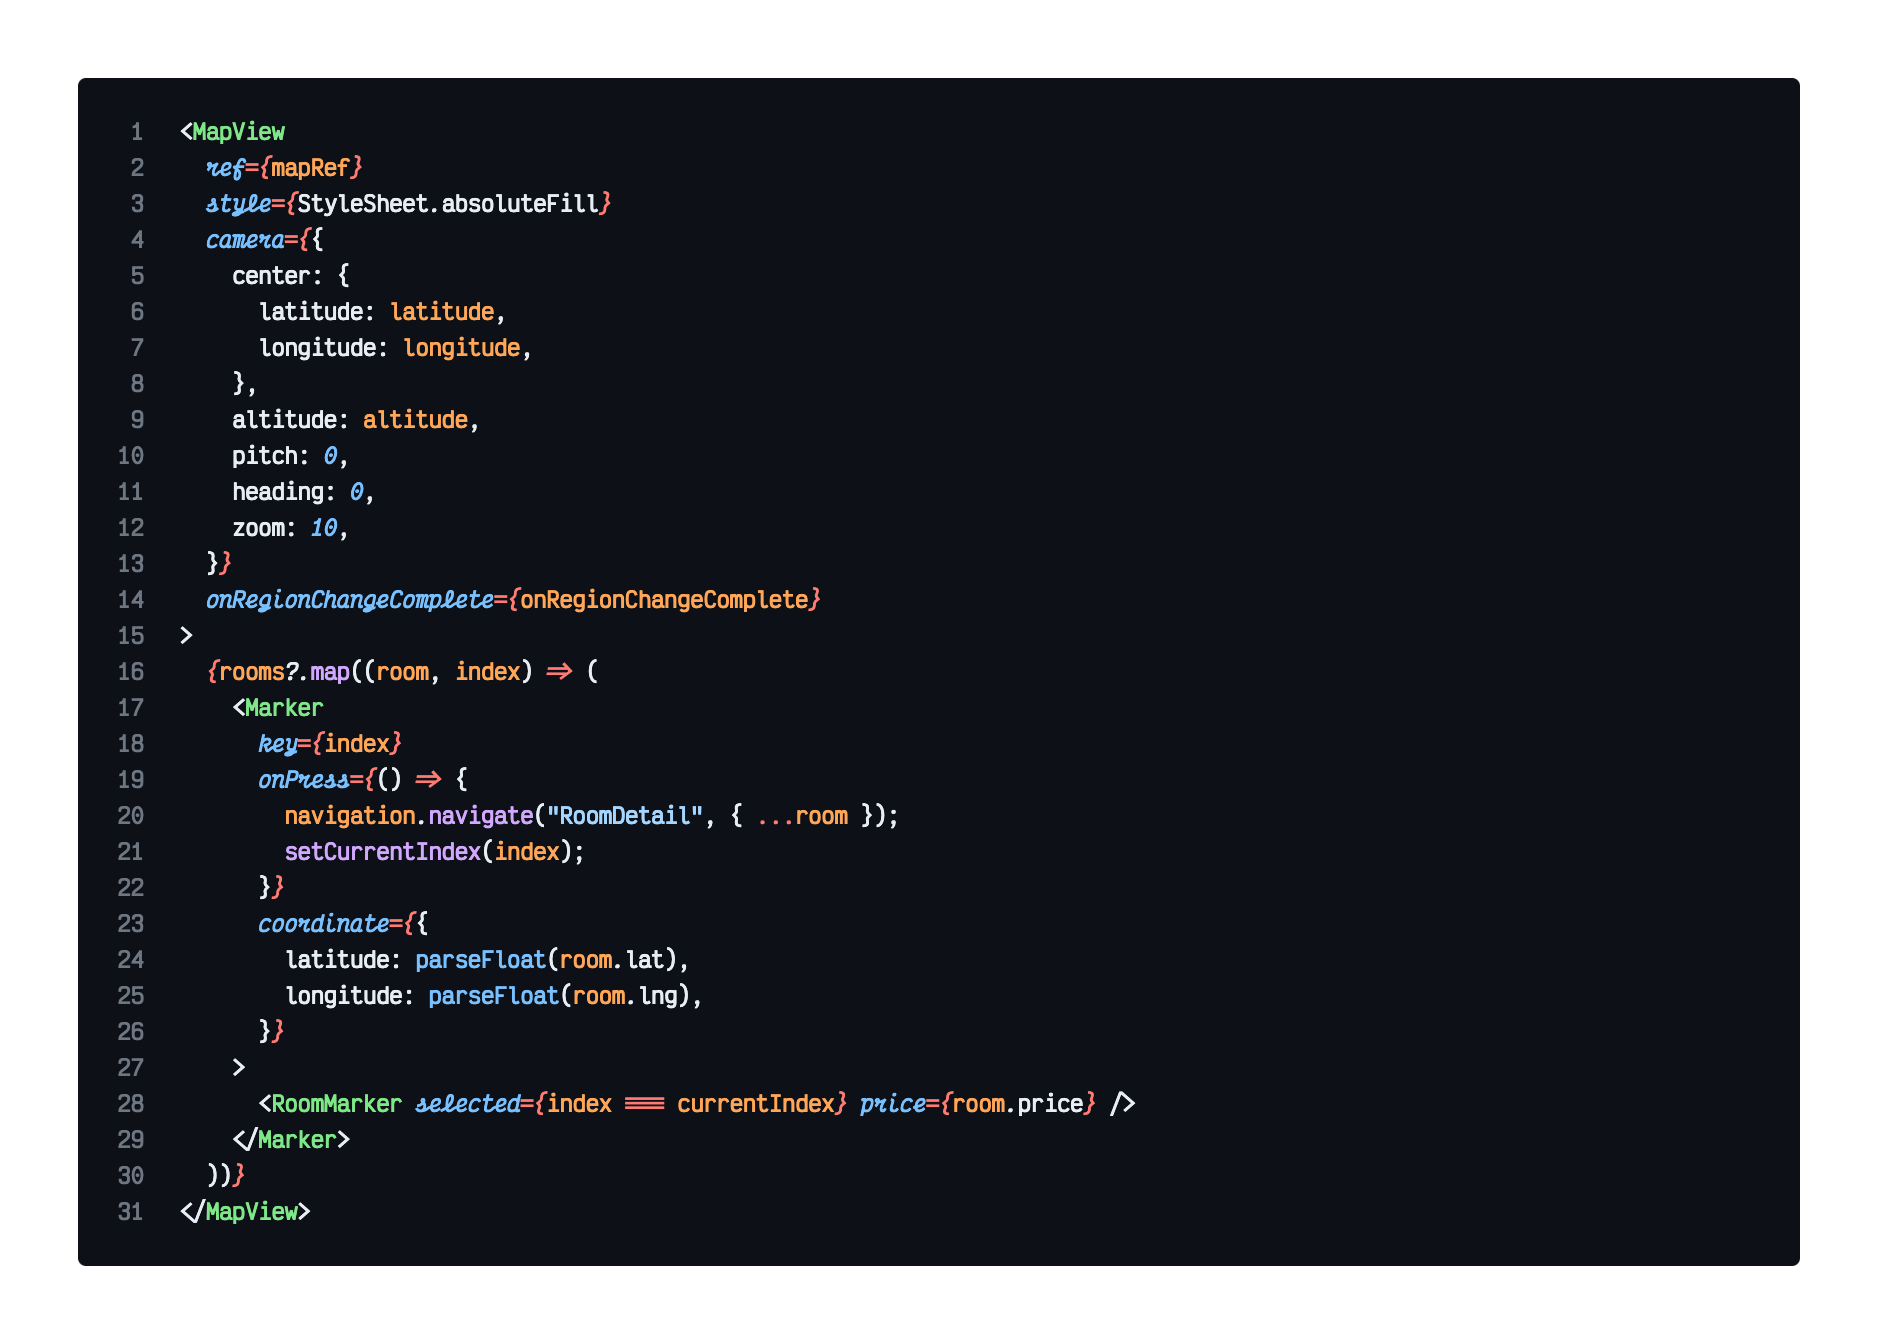 1 <MapView
2   ref={mapRef}
3   style={StyleSheet.absoluteFill}
4   camera={{
5     center: {
6       latitude: latitude,
7       longitude: longitude,
8     },
9     altitude: altitude,
10     pitch: 0,
11     heading: 0,
12     zoom: 10,
13   }}
14   onRegionChangeComplete={onRegionChangeComplete}
15 >
16   {rooms?.map((room, index) => (
17     <Marker
18       key={index}
19       onPress={() => {
20         navigation.navigate("RoomDetail", { ...room });
21         setCurrentIndex(index);
22       }}
23       coordinate={{
24         latitude: parseFloat(room.lat),
25         longitude: parseFloat(room.lng),
26       }}
27     >
28       <RoomMarker selected={index === currentIndex} price={room.price} />
29     </Marker>
30   ))}
31 </MapView>